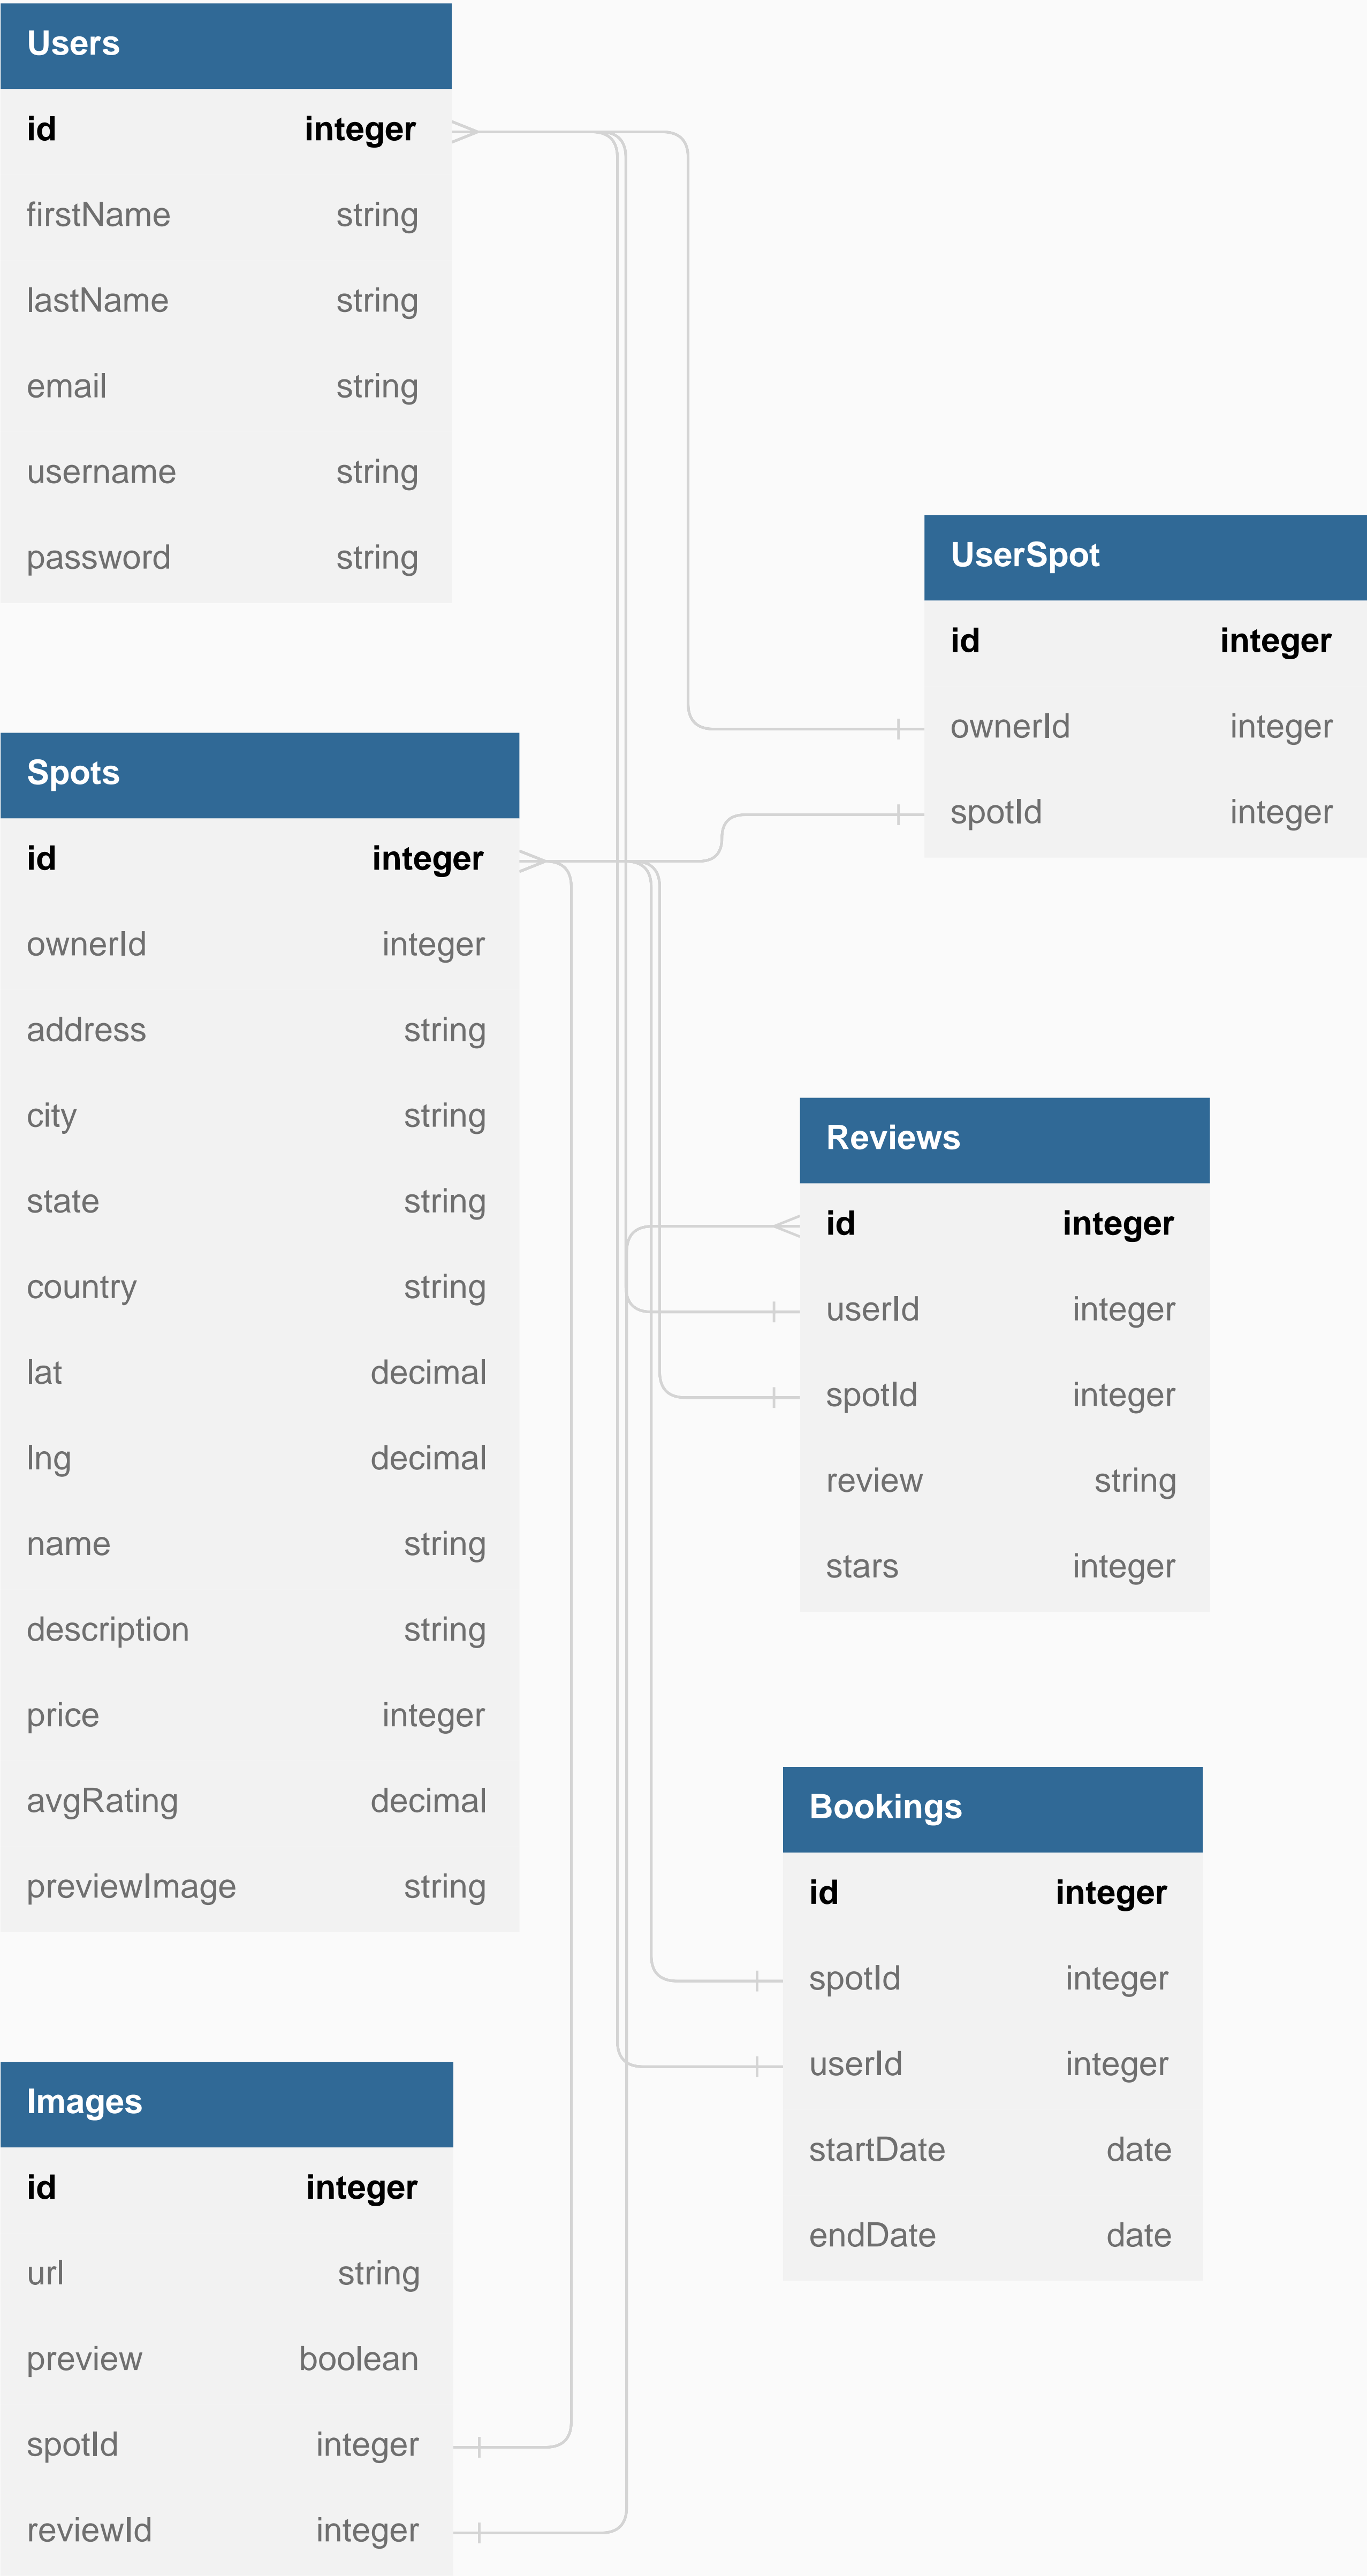 Users
id integer
firstName string
lastName string
email string
username string
password string
UserSpot
id integer
ownerId integer
spotId integer
Spots
id integer
ownerId integer
address string
city string
state string
country string
lat decimal
lng decimal
name string
description string
price integer
avgRating decimal
previewImage string
Reviews
id integer
userId integer
spotId integer
review string
stars integer
Bookings
id integer
spotId integer
userId integer
startDate date
endDate date
Images
id integer
url string
preview boolean
spotId integer
reviewId integer